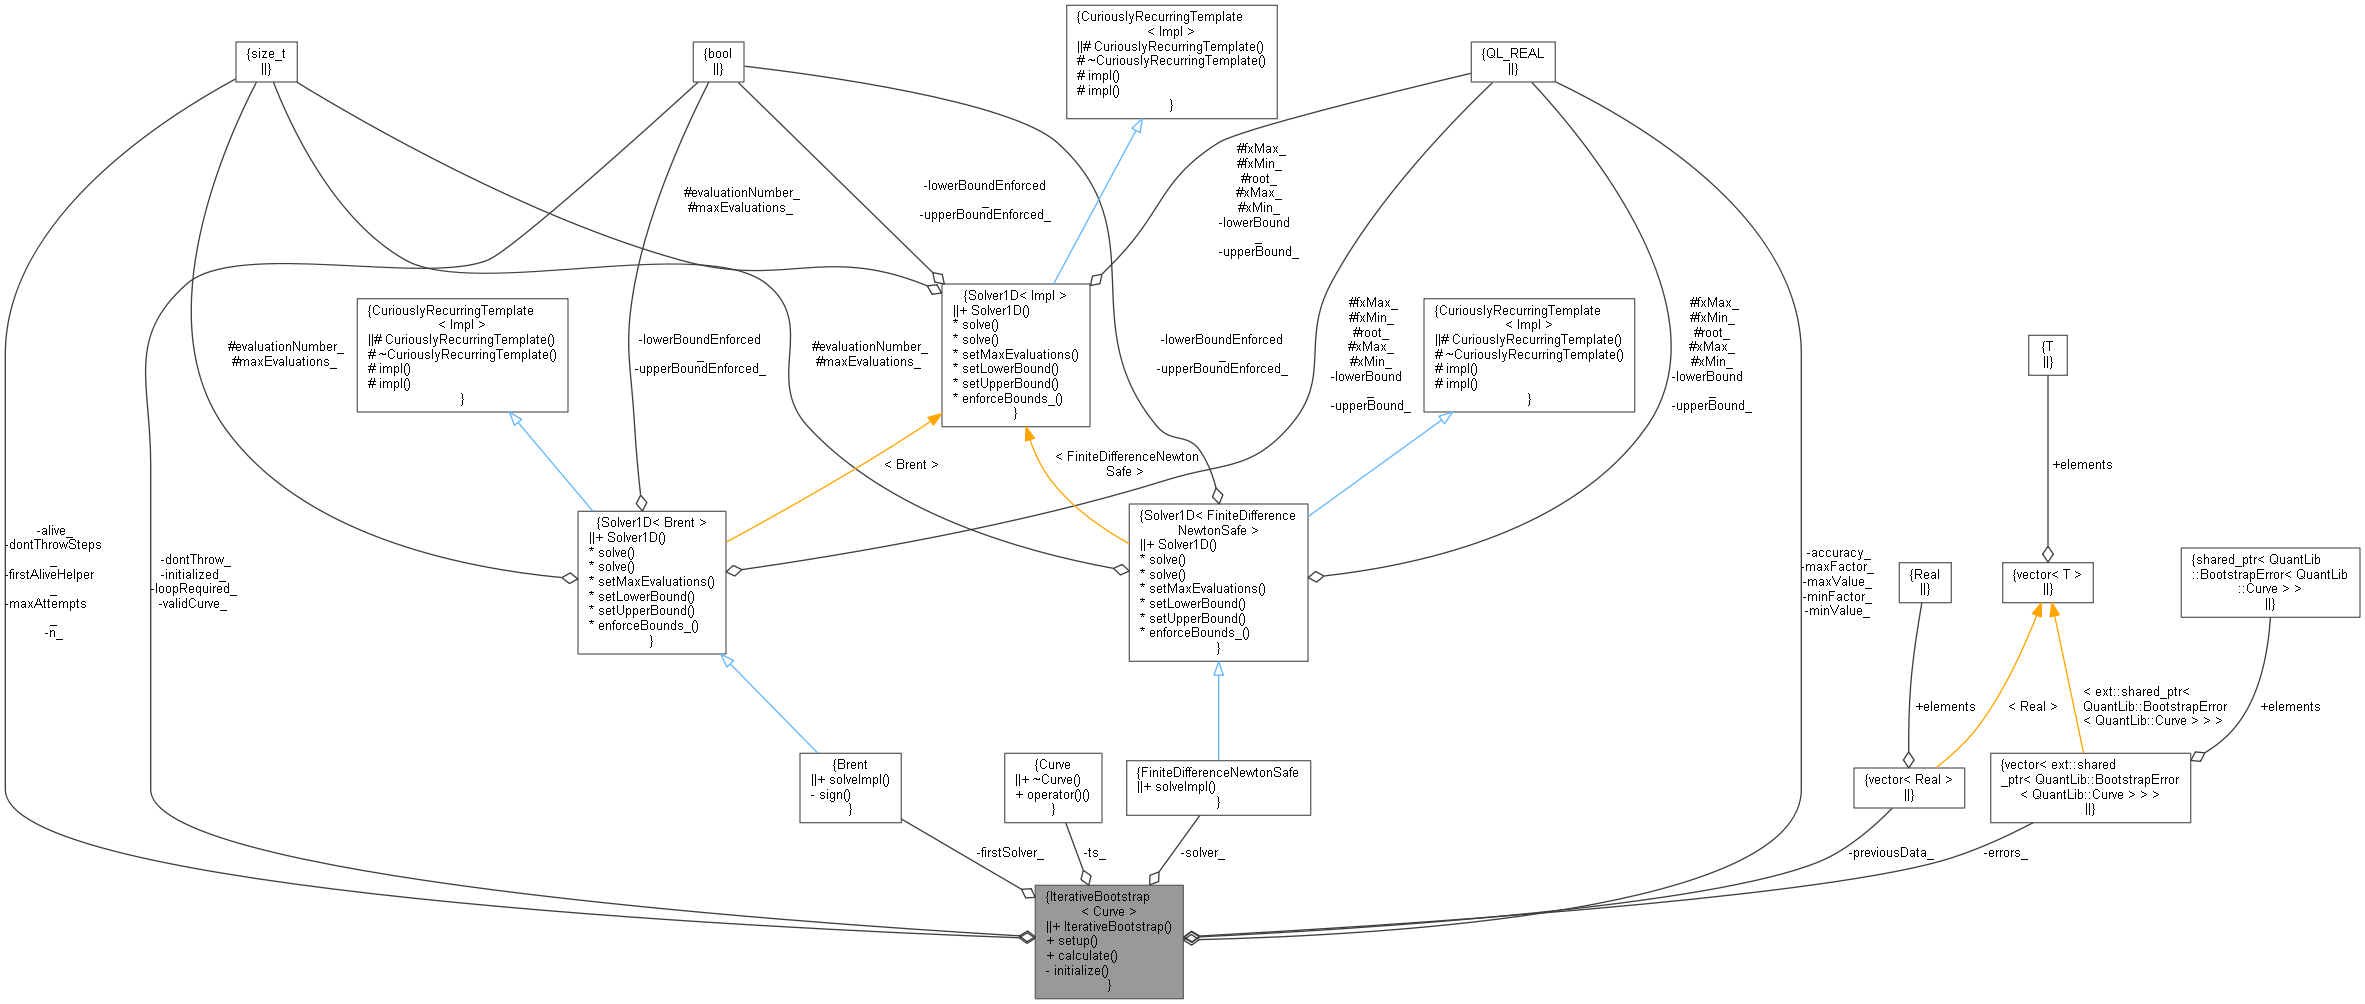 {CuriouslyRecurringTemplate
< Impl >
||# CuriouslyRecurringTemplate()
# ~CuriouslyRecurringTemplate()
# impl()
# impl()
}
{size_t
||}
{bool
||}
{QL_REAL
||}
#fxMax_
#fxMin_
#root_
#xMax_
#xMin_
-lowerBound
_
-upperBound_
#evaluationNumber_
#maxEvaluations_
-lowerBoundEnforced
_
-upperBoundEnforced_
{Solver1D< Impl >
||+ Solver1D()
* solve()
* solve()
* setMaxEvaluations()
* setLowerBound()
* setUpperBound()
* enforceBounds_()
}
{CuriouslyRecurringTemplate
< Impl >
||# CuriouslyRecurringTemplate()
# ~CuriouslyRecurringTemplate()
# impl()
# impl()
}
{CuriouslyRecurringTemplate
< Impl >
||# CuriouslyRecurringTemplate()
# ~CuriouslyRecurringTemplate()
# impl()
# impl()
}
#evaluationNumber_
#maxEvaluations_
-lowerBoundEnforced
_
-upperBoundEnforced_
#evaluationNumber_
#maxEvaluations_
-lowerBoundEnforced
_
-upperBoundEnforced_
#fxMax_
#fxMin_
#root_
#xMax_
#xMin_
-lowerBound
_
-upperBound_
#fxMax_
#fxMin_
#root_
#xMax_
#xMin_
-lowerBound
_
-upperBound_
{T
||}
< Brent >
< FiniteDifferenceNewton
Safe >
+elements
{Solver1D< Brent >
||+ Solver1D()
* solve()
* solve()
* setMaxEvaluations()
* setLowerBound()
* setUpperBound()
* enforceBounds_()
}
{Solver1D< FiniteDifference
NewtonSafe >
||+ Solver1D()
* solve()
* solve()
* setMaxEvaluations()
* setLowerBound()
* setUpperBound()
* enforceBounds_()
}
-alive_
-dontThrowSteps
_
-firstAliveHelper
_
-maxAttempts
_
-n_
-dontThrow_
-initialized_
-loopRequired_
-validCurve_
-accuracy_
-maxFactor_
-maxValue_
-minFactor_
-minValue_
{Real
||}
{vector< T >
||}
{shared_ptr< QuantLib
::BootstrapError< QuantLib
::Curve > >
||}
+elements
< Real >
< ext::shared_ptr<
QuantLib::BootstrapError
< QuantLib::Curve > > >
+elements
{Brent
||+ solveImpl()
- sign()
}
{Curve
||+ ~Curve()
+ operator()()
}
{FiniteDifferenceNewtonSafe
||+ solveImpl()
}
{vector< Real >
||}
{vector< ext::shared
_ptr< QuantLib::BootstrapError
< QuantLib::Curve > > >
||}
-firstSolver_
-ts_
-solver_
-previousData_
-errors_
{IterativeBootstrap
< Curve >
||+ IterativeBootstrap()
+ setup()
+ calculate()
- initialize()
}